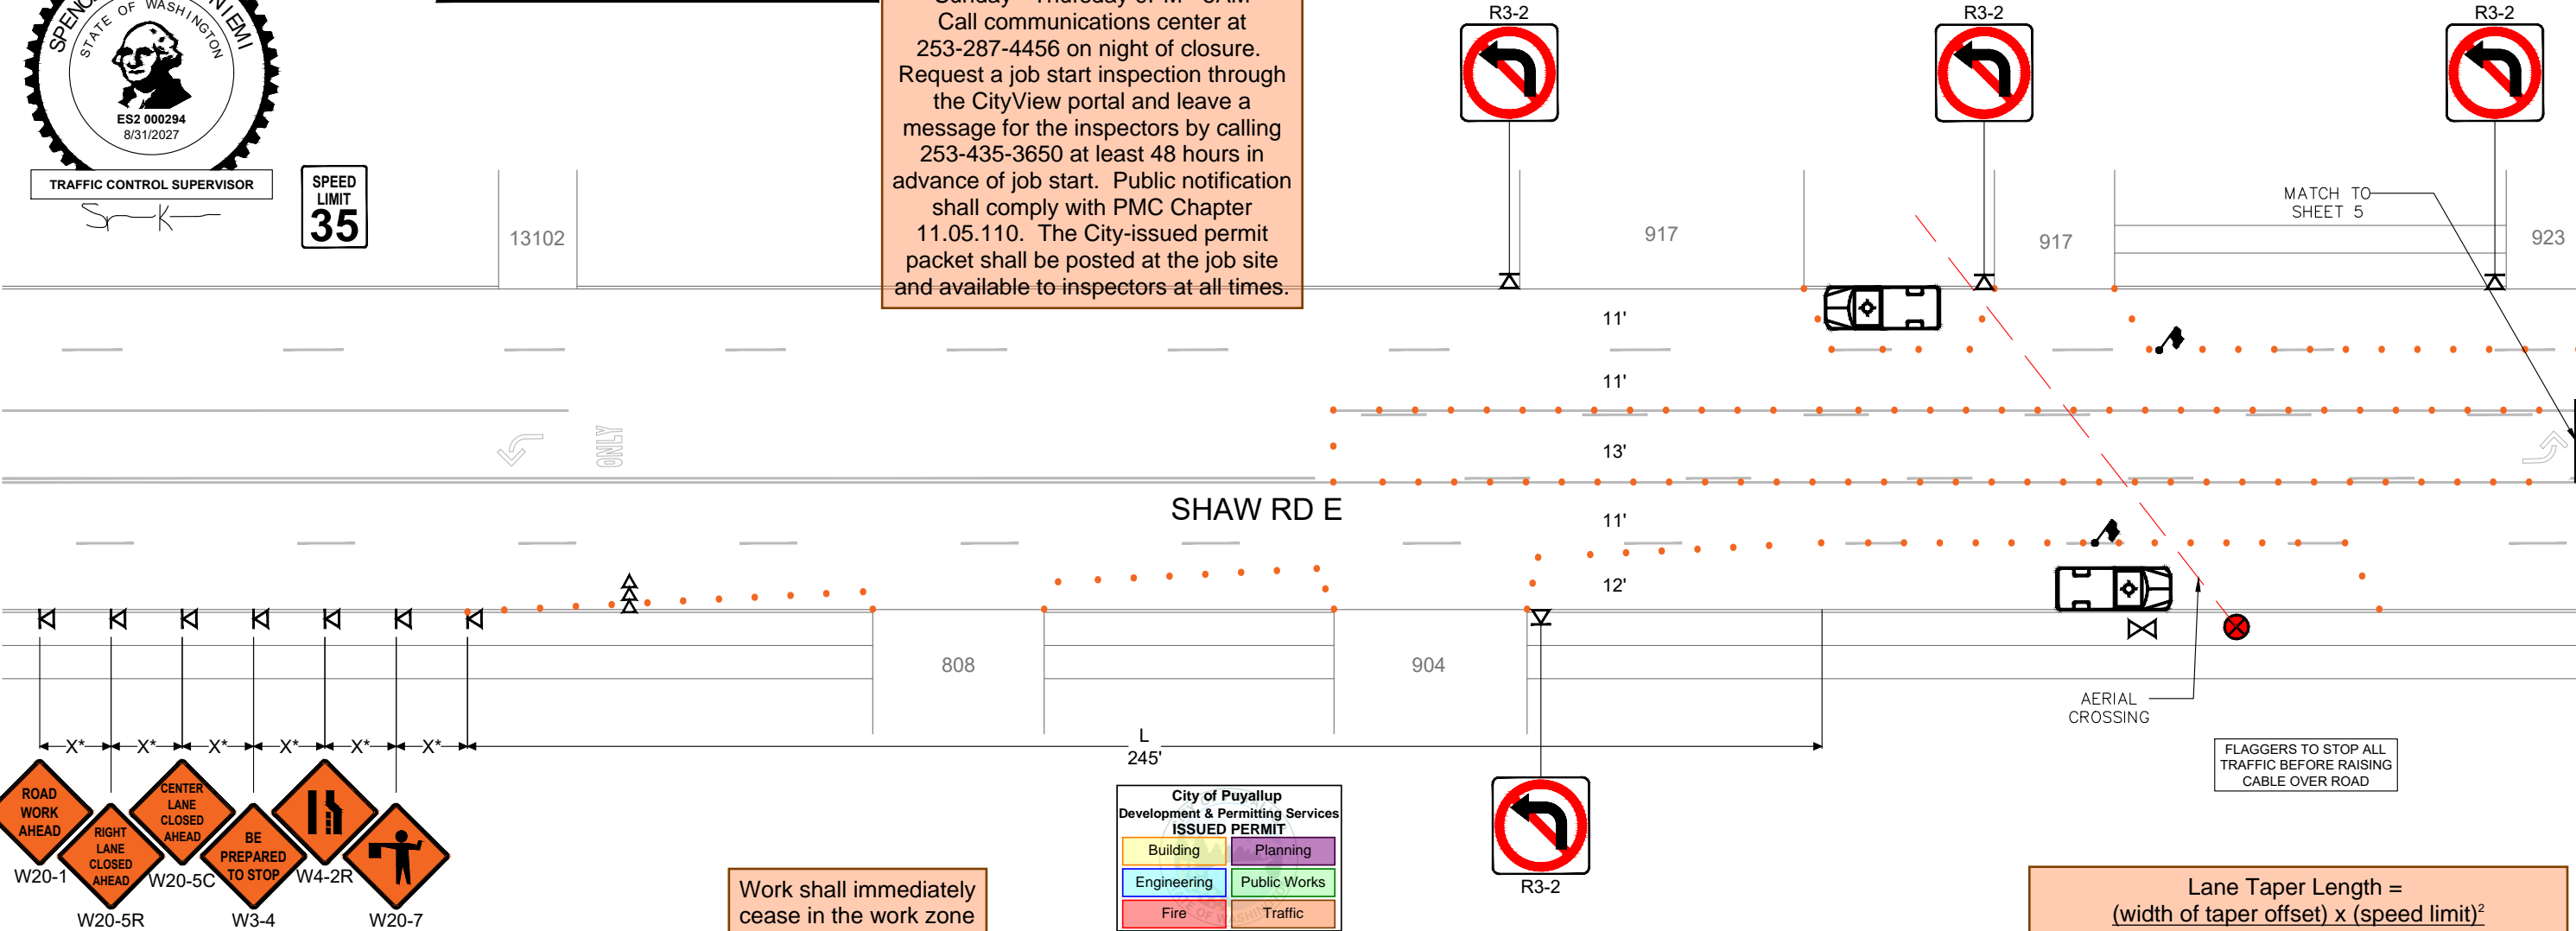 STATE OF WASHINGTON
ES2 000294
8/31/2027
TRAFFIC CONTROL SUPERVISOR
SPEED
LIMIT
35
Call communications center at
253-287-4456 on night of closure.
Request a job start inspection through
the CityView portal and leave a
message for the inspectors by calling
253-435-3650 at least 48 hours in
advance of job start.  Public notification
shall comply with PMC Chapter
11.05.110.  The City-issued permit
packet shall be posted at the job site
and available to inspectors at all times.
R3-2
R3-2
R3-2
MATCH TO
SHEET 5
13102
917
917
923
11'
11'
13'
11'
12'
ONLY
SHAW RD E
808
904
AERIAL
CROSSING
X*
X*
X*
X*
X*
X*
L
245'
FLAGGERS TO STOP ALL
TRAFFIC BEFORE RAISING
CABLE OVER ROAD
ROAD
WORK
AHEAD
W20-1
RIGHT
LANE
CLOSED
AHEAD
W20-5R
CENTER
LANE
CLOSED
AHEAD
W20-5C
BE
PREPARED
TO STOP
W3-4
W4-2R
W20-7
R3-2
City of Puyallup
Development & Permitting Services
ISSUED PERMIT
Building
Planning
Engineering
Public Works
Fire
Traffic
Work shall immediately
cease in the work zone
Lane Taper Length =
(width of taper offset) x (speed limit)²